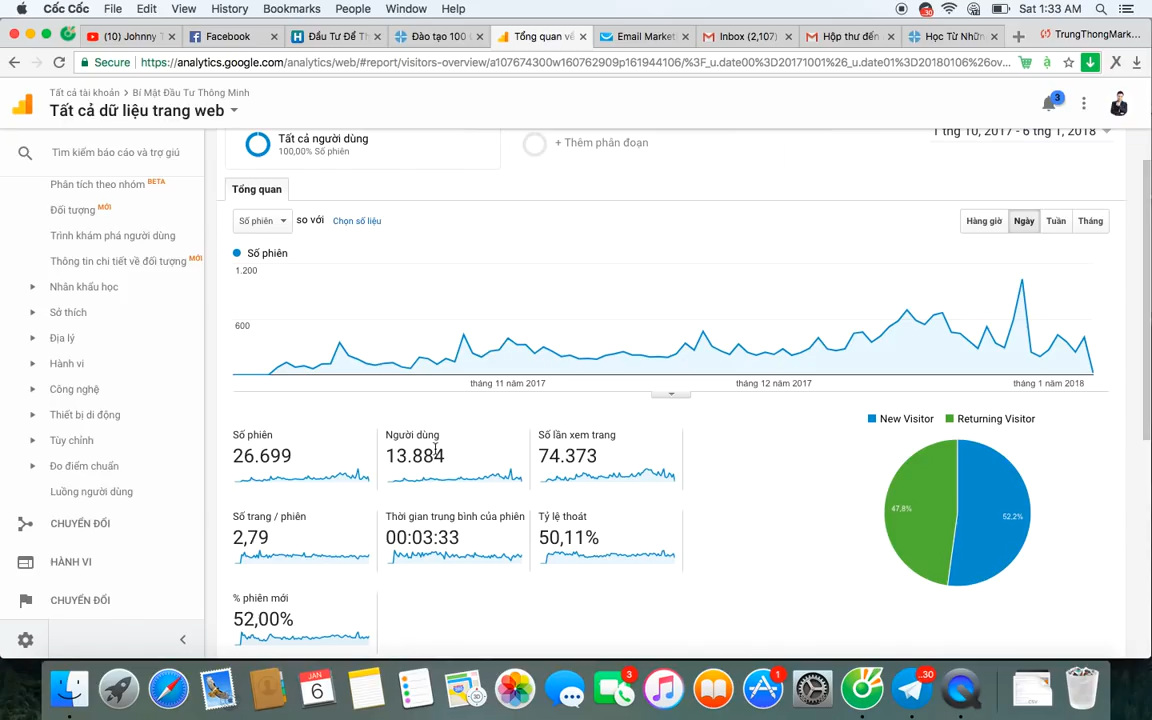 Cốc Cốc File Edit View History Bookmarks People Window Help
30 Sat 1:33 AM
(10) Johnny T
Facebook
Đầu Tư Để Th
Đào tạo 100 C
Tổng quan về
Email Market
Inbox (2,107)
Hộp thư đến
Học Từ Nhữn
TrungThongMark...
Secure https://analytics.google.com/analytics/web/#report/visitors-overview/a107674300w160762909p161944106/%3F_u.date00%3D20171001%26_u.date01%3D20180106%26ov...
Tất cả tài khoản > Bí Mật Đầu Tư Thông Minh
Tất cả dữ liệu trang web
3
Tìm kiếm báo cáo và trợ giú
Phân tích theo nhóm BETA
Đối tượng MỚI
Trình khám phá người dùng
Thông tin chi tiết về đối tượng MỚI
Nhân khẩu học
Sở thích
Địa lý
Hành vi
Công nghệ
Thiết bị di động
Tùy chỉnh
Đo điểm chuẩn
Luồng người dùng
CHUYỂN ĐỔI
HÀNH VI
CHUYỂN ĐỔI
Tất cả người dùng
100,00% Số phiên
+ Thêm phân đoạn
1 thg 10, 2017 - 6 thg 1, 2018
Tổng quan
Số phiên so với Chọn số liệu
Hàng giờ Ngày Tuần Tháng
Số phiên
1.200
600
tháng 11 năm 2017 tháng 12 năm 2017 tháng 1 năm 2018
New Visitor Returning Visitor
Số phiên
26.699
Người dùng
13.884
Số lần xem trang
74.373
Số trang / phiên
2,79
Thời gian trung bình của phiên
00:03:33
Tỷ lệ thoát
50,11%
% phiên mới
52,00%
47,8%
52,2%
JAN
6
3
1
30